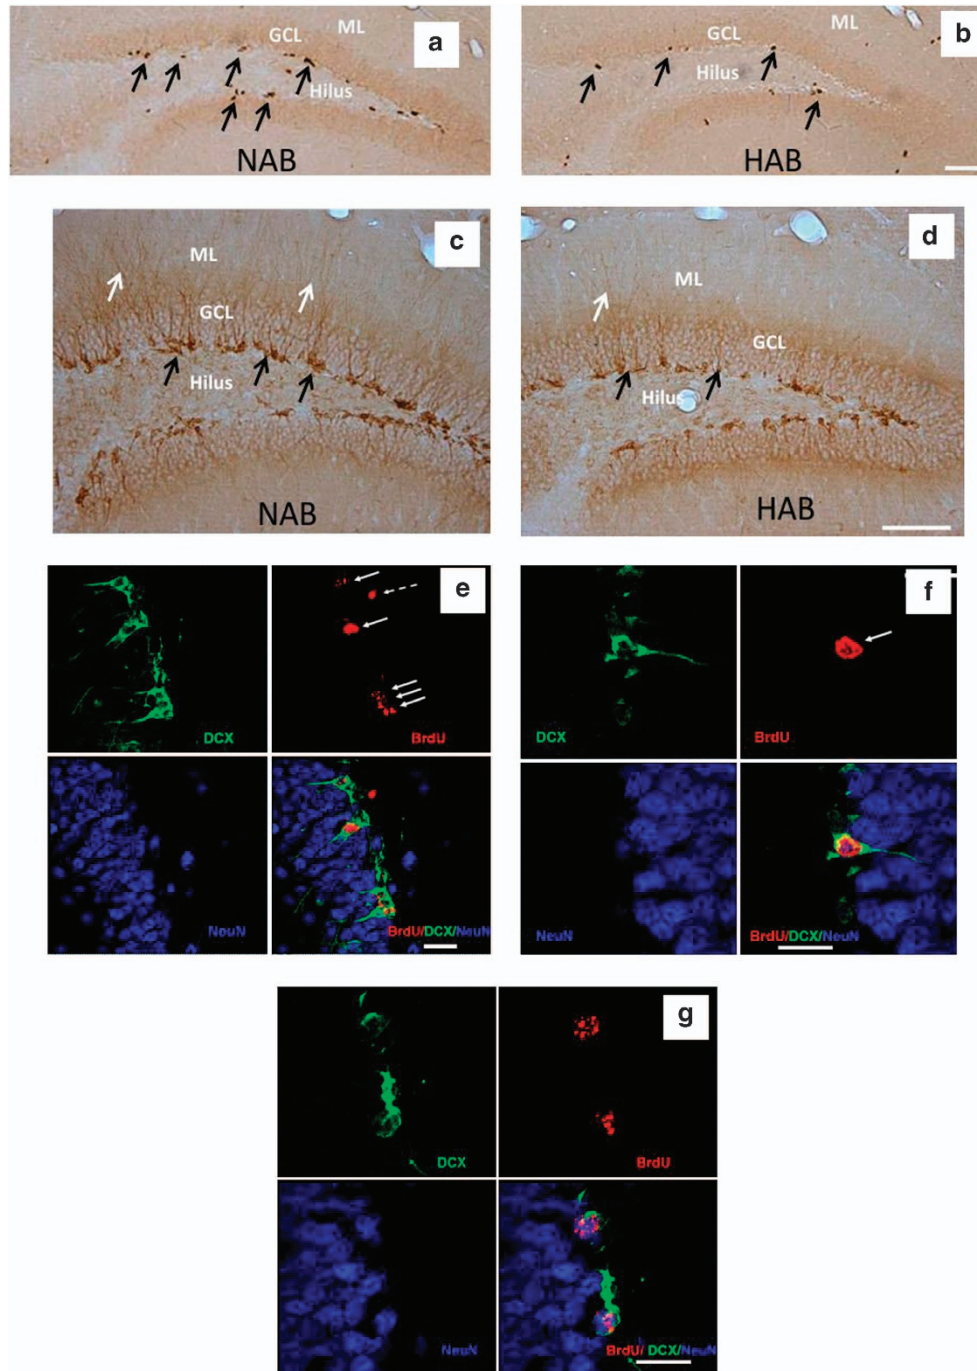 a
GCL
ML
Hilus
NAB
b
GCL
ML
Hilus
HAB
c
ML
GCL
Hilus
NAB
d
ML
GCL
Hilus
HAB
e
DCX
BrdU
NeuN
BrdU/DCX/NeuN
f
DCX
BrdU
NeuN
BrdU/DCX/NeuN
g
DCX
BrdU
NeuN
BrdU/ DCX/NeuN